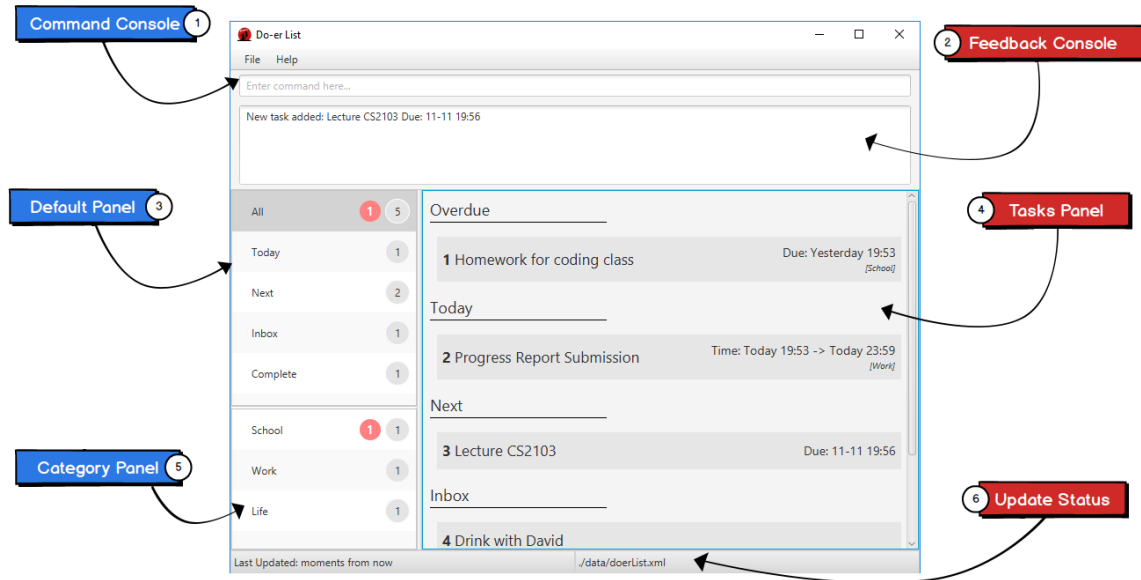 Command Console 1
2 Feedback Console
Do-er List
File Help
Enter command here...
New task added: Lecture CS2103 Due: 11-11 19:56
Default Panel 3
4 Tasks Panel
All 1 5
Today 1
Next 2
Inbox 1
Complete 1
Overdue
1 Homework for coding class Due: Yesterday 19:53
[School]
Today
2 Progress Report Submission Time: Today 19:53 -> Today 23:59
[Work]
Next
3 Lecture CS2103 Due: 11-11 19:56
Inbox
4 Drink with David
Category Panel 5
School 1 1
Work 1
Life 1
6 Update Status
Last Updated: moments from now ./data/doerList.xml